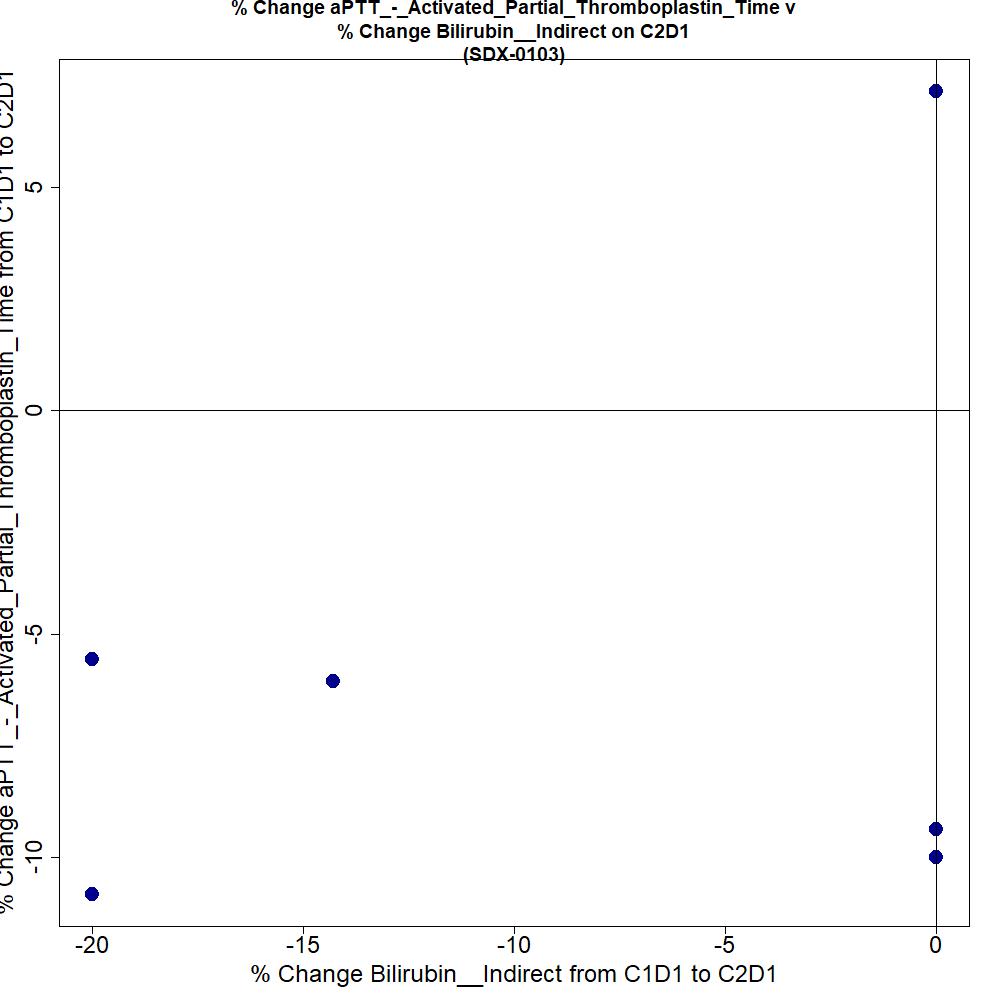 % Change aPTT_-_Activated_Partial_Thromboplastin_Time v
% Change Bilirubin__Indirect on C2D1
(SDX-0103)
% Change aPTT_-_Activated_Partial_Thromboplastin_Time from C1D1 to C2D1
5
0
-5
-10
-20
-15
-10
-5
0
% Change Bilirubin__Indirect from C1D1 to C2D1